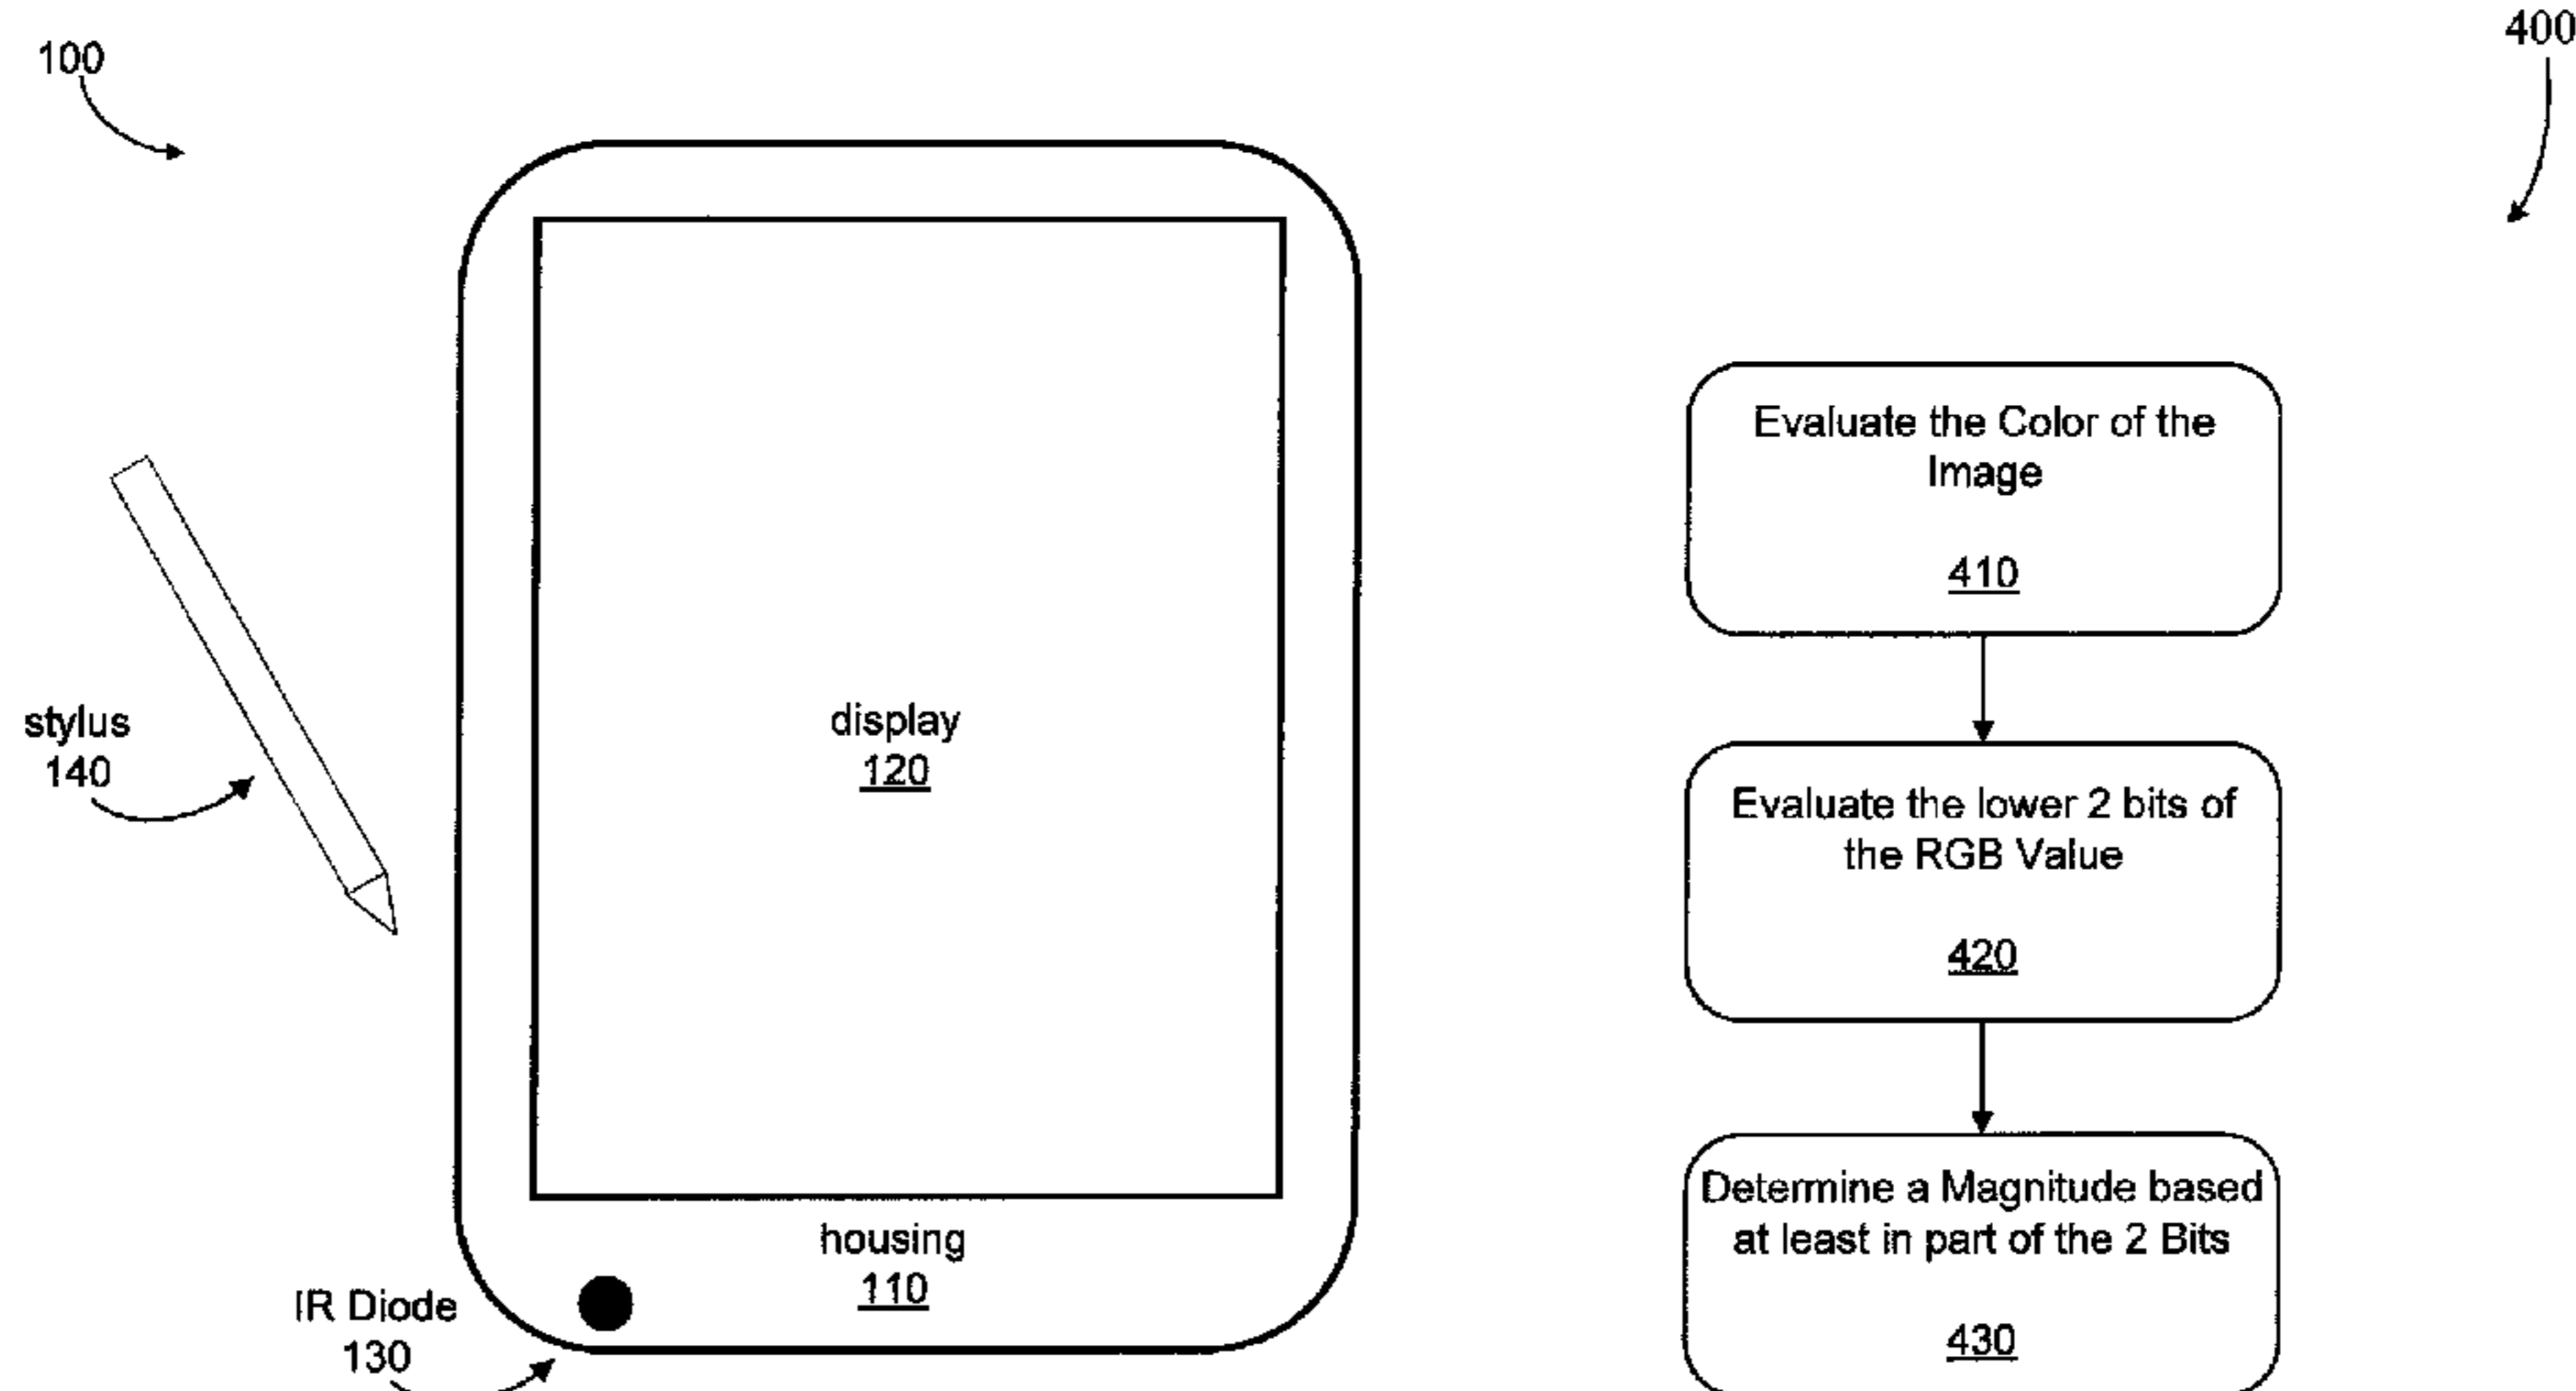 100
stylus
140
display
120
housing
110
IR Diode
130
400
Evaluate the Color of the
Image
410
Evaluate the lower 2 bits of
the RGB Value
420
Determine a Magnitude based
at least in part of the 2 Bits
430